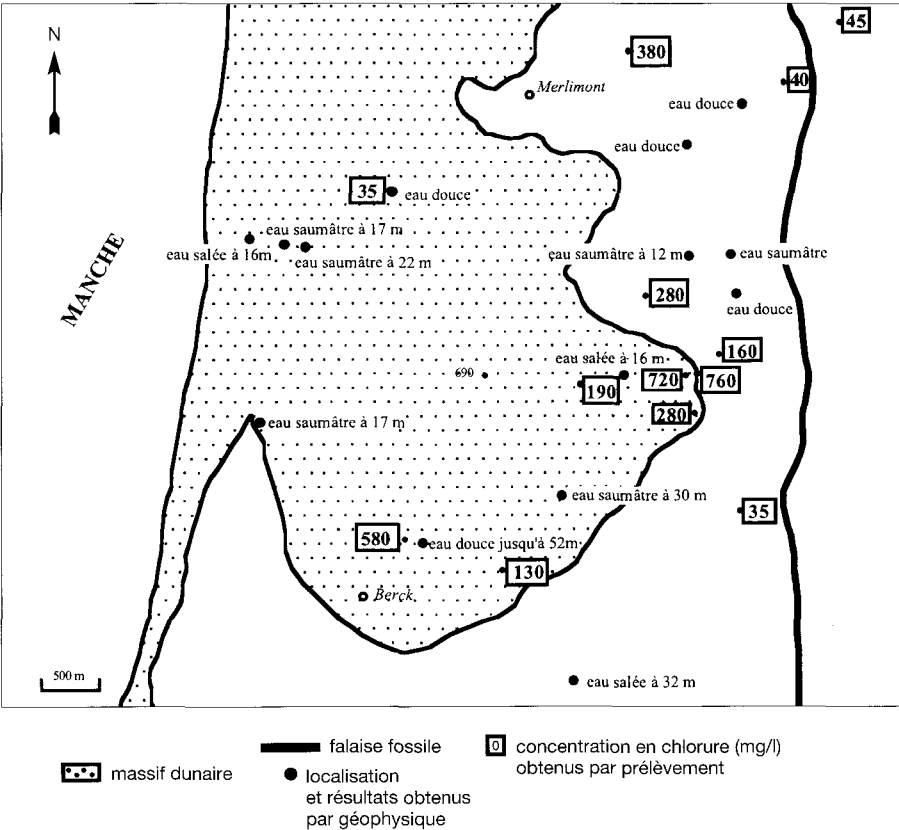 45
N
380
40
Merlimont
eau douce
eau douce
35
eau douce
eau saumâtre à 17 m
eau salée à 16m
eau saumâtre à 22 m
eau saumâtre à 12 m
eau saumâtre
MANCHE
280
eau douce
160
eau salée à 16 m
690
190
720
760
280
eau saumâtre à 17 m
eau saumâtre à 30 m
35
580
eau douce jusqu'à 52m
130
Berck
500 m
eau salée à 32 m
massif dunaire
falaise fossile
localisation
et résultats obtenus
par géophysique
0
concentration en chlorure (mg/l)
obtenus par prélèvement